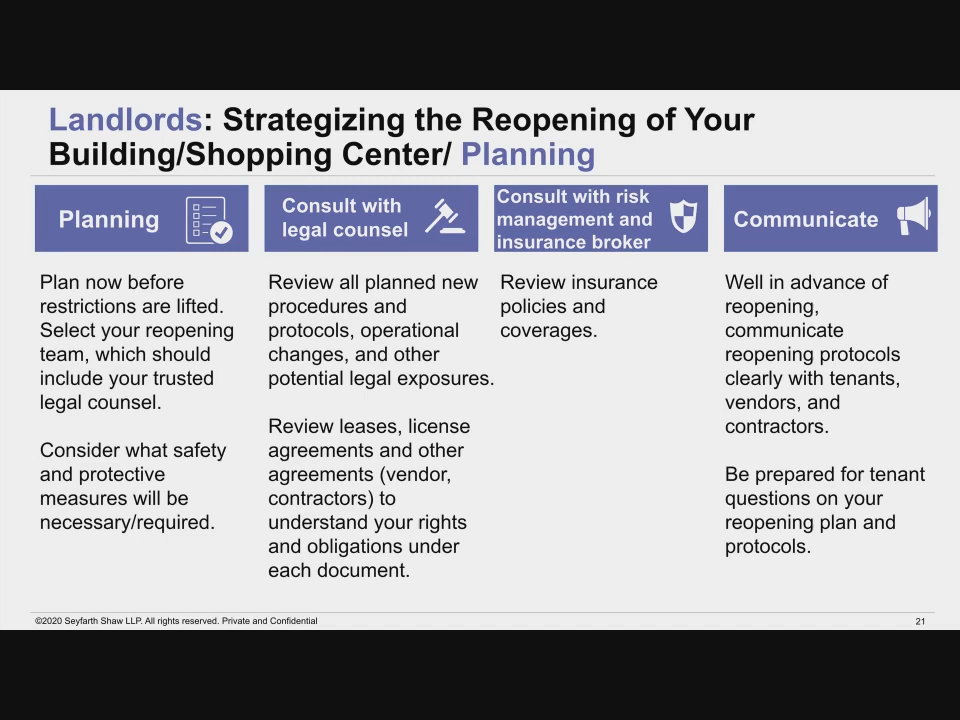 Landlords: Strategizing the Reopening of Your
Building/Shopping Center/ Planning
Planning
Plan now before
restrictions are lifted.
Select your reopening
team, which should
include your trusted
legal counsel.
Consider what safety
and protective
measures will be
necessary/required.
Consult with
legal counsel
Review all planned new
procedures and
protocols, operational
changes, and other
potential legal exposures.
Review leases, license
agreements and other
agreements (vendor,
contractors) to
understand your rights
and obligations under
each document.
Consult with risk
management and
insurance broker
Review insurance
policies and
coverages.
Communicate
Well in advance of
reopening,
communicate
reopening protocols
clearly with tenants,
vendors, and
contractors.
Be prepared for tenant
questions on your
reopening plan and
protocols.
©2020 Seyfarth Shaw LLP. All rights reserved. Private and Confidential
21